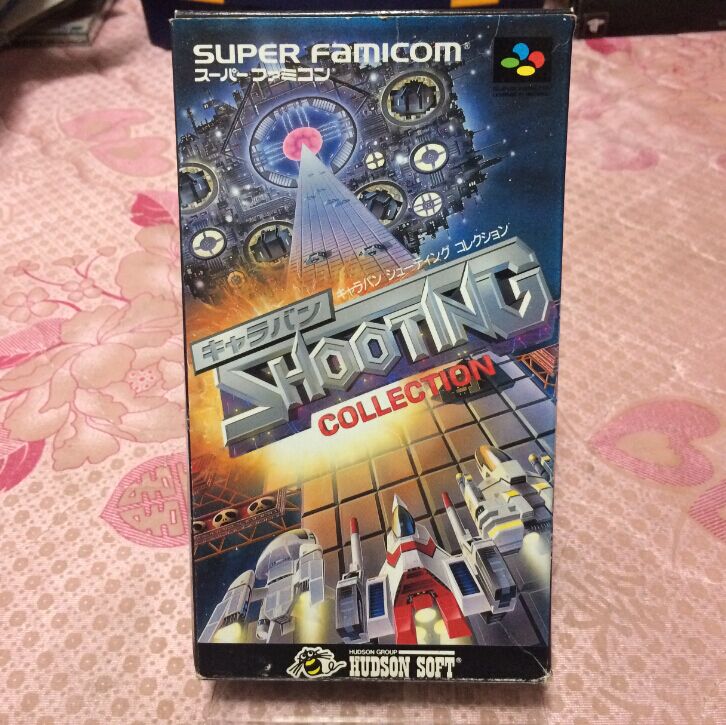 SUPER FAMICOM®
スーパーファミコン
キャラバン シューティング コレクション
キャラバン
SHOOTING
COLLECTION
HUDSON GROUP
HUDSON SOFT®